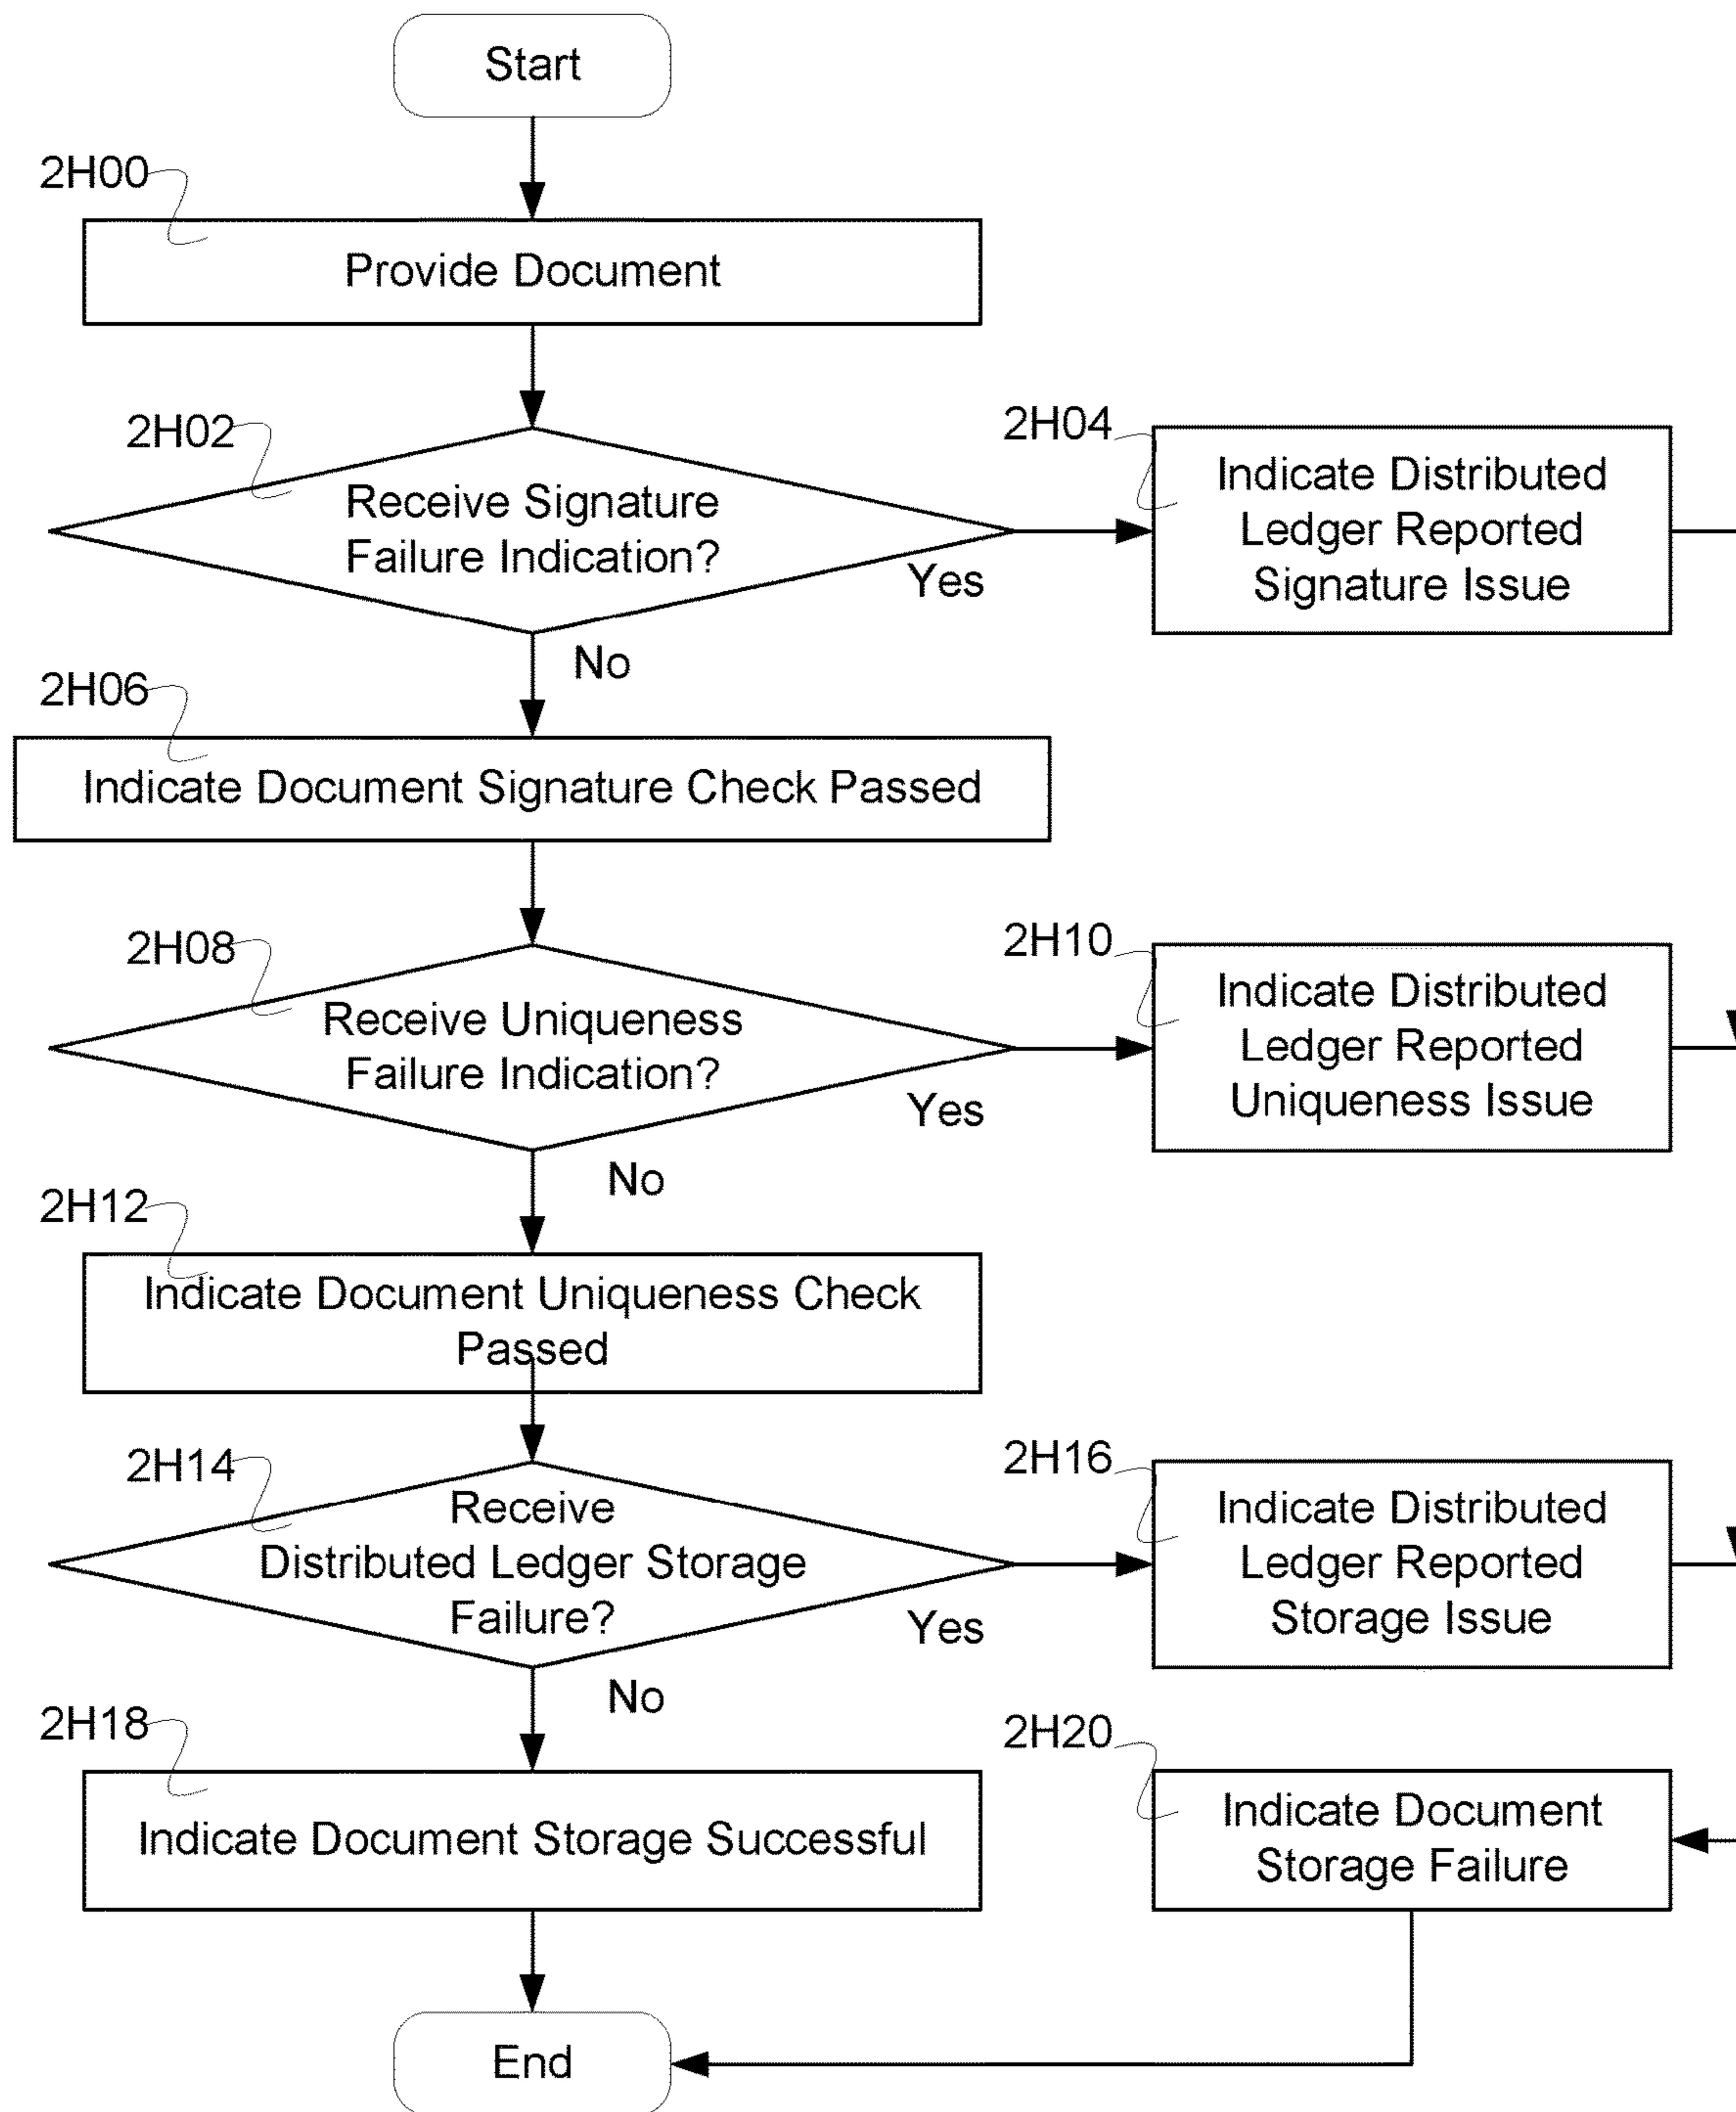 Start
2H00
Provide Document
2H02
Receive Signature
Failure Indication?
Yes
No
2H04
Indicate Distributed
Ledger Reported
Signature Issue
2H06
Indicate Document Signature Check Passed
2H08
Receive Uniqueness
Failure Indication?
Yes
No
2H10
Indicate Distributed
Ledger Reported
Uniqueness Issue
2H12
Indicate Document Uniqueness Check
Passed
2H14
Receive
Distributed Ledger Storage
Failure?
Yes
No
2H16
Indicate Distributed
Ledger Reported
Storage Issue
2H18
Indicate Document Storage Successful
2H20
Indicate Document
Storage Failure
End